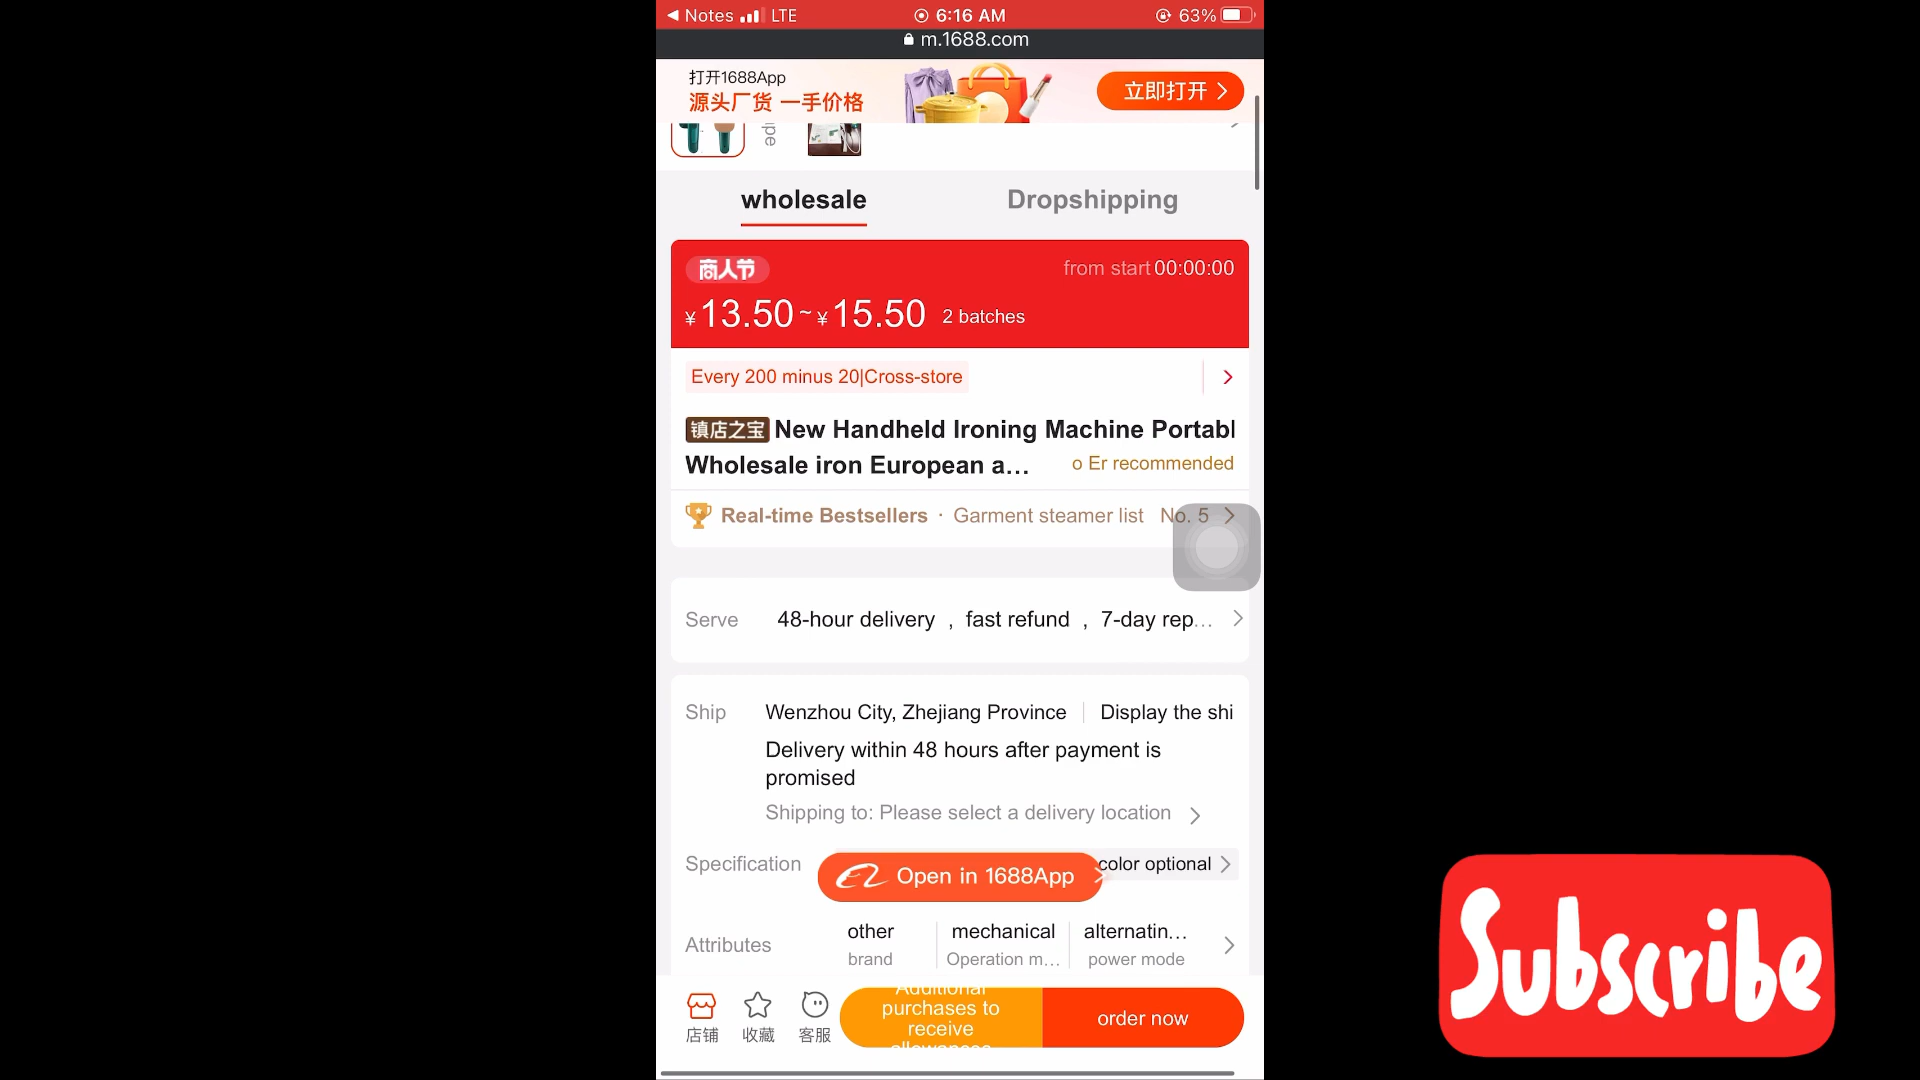 Notes LTE 6:16 AM 63%
m.1688.com
打开1688App
源头厂货 一手价格
立即打开
wholesale Dropshipping
商人节 from start 00:00:00
¥13.50~¥15.50 2 batches
Every 200 minus 20|Cross-store
镇店之宝 New Handheld Ironing Machine Portabl
Wholesale iron European a... o Er recommended
Real-time Bestsellers · Garment steamer list No. 5
Serve 48-hour delivery , fast refund , 7-day rep...
Ship Wenzhou City, Zhejiang Province Display the shi
Delivery within 48 hours after payment is
promised
Shipping to: Please select a delivery location
Specification color optional
Open in 1688App
Attributes other mechanical alternatin...
brand Operation m... power mode
店铺 收藏 客服
Additional
purchases to
receive
allowances
order now
Subscribe